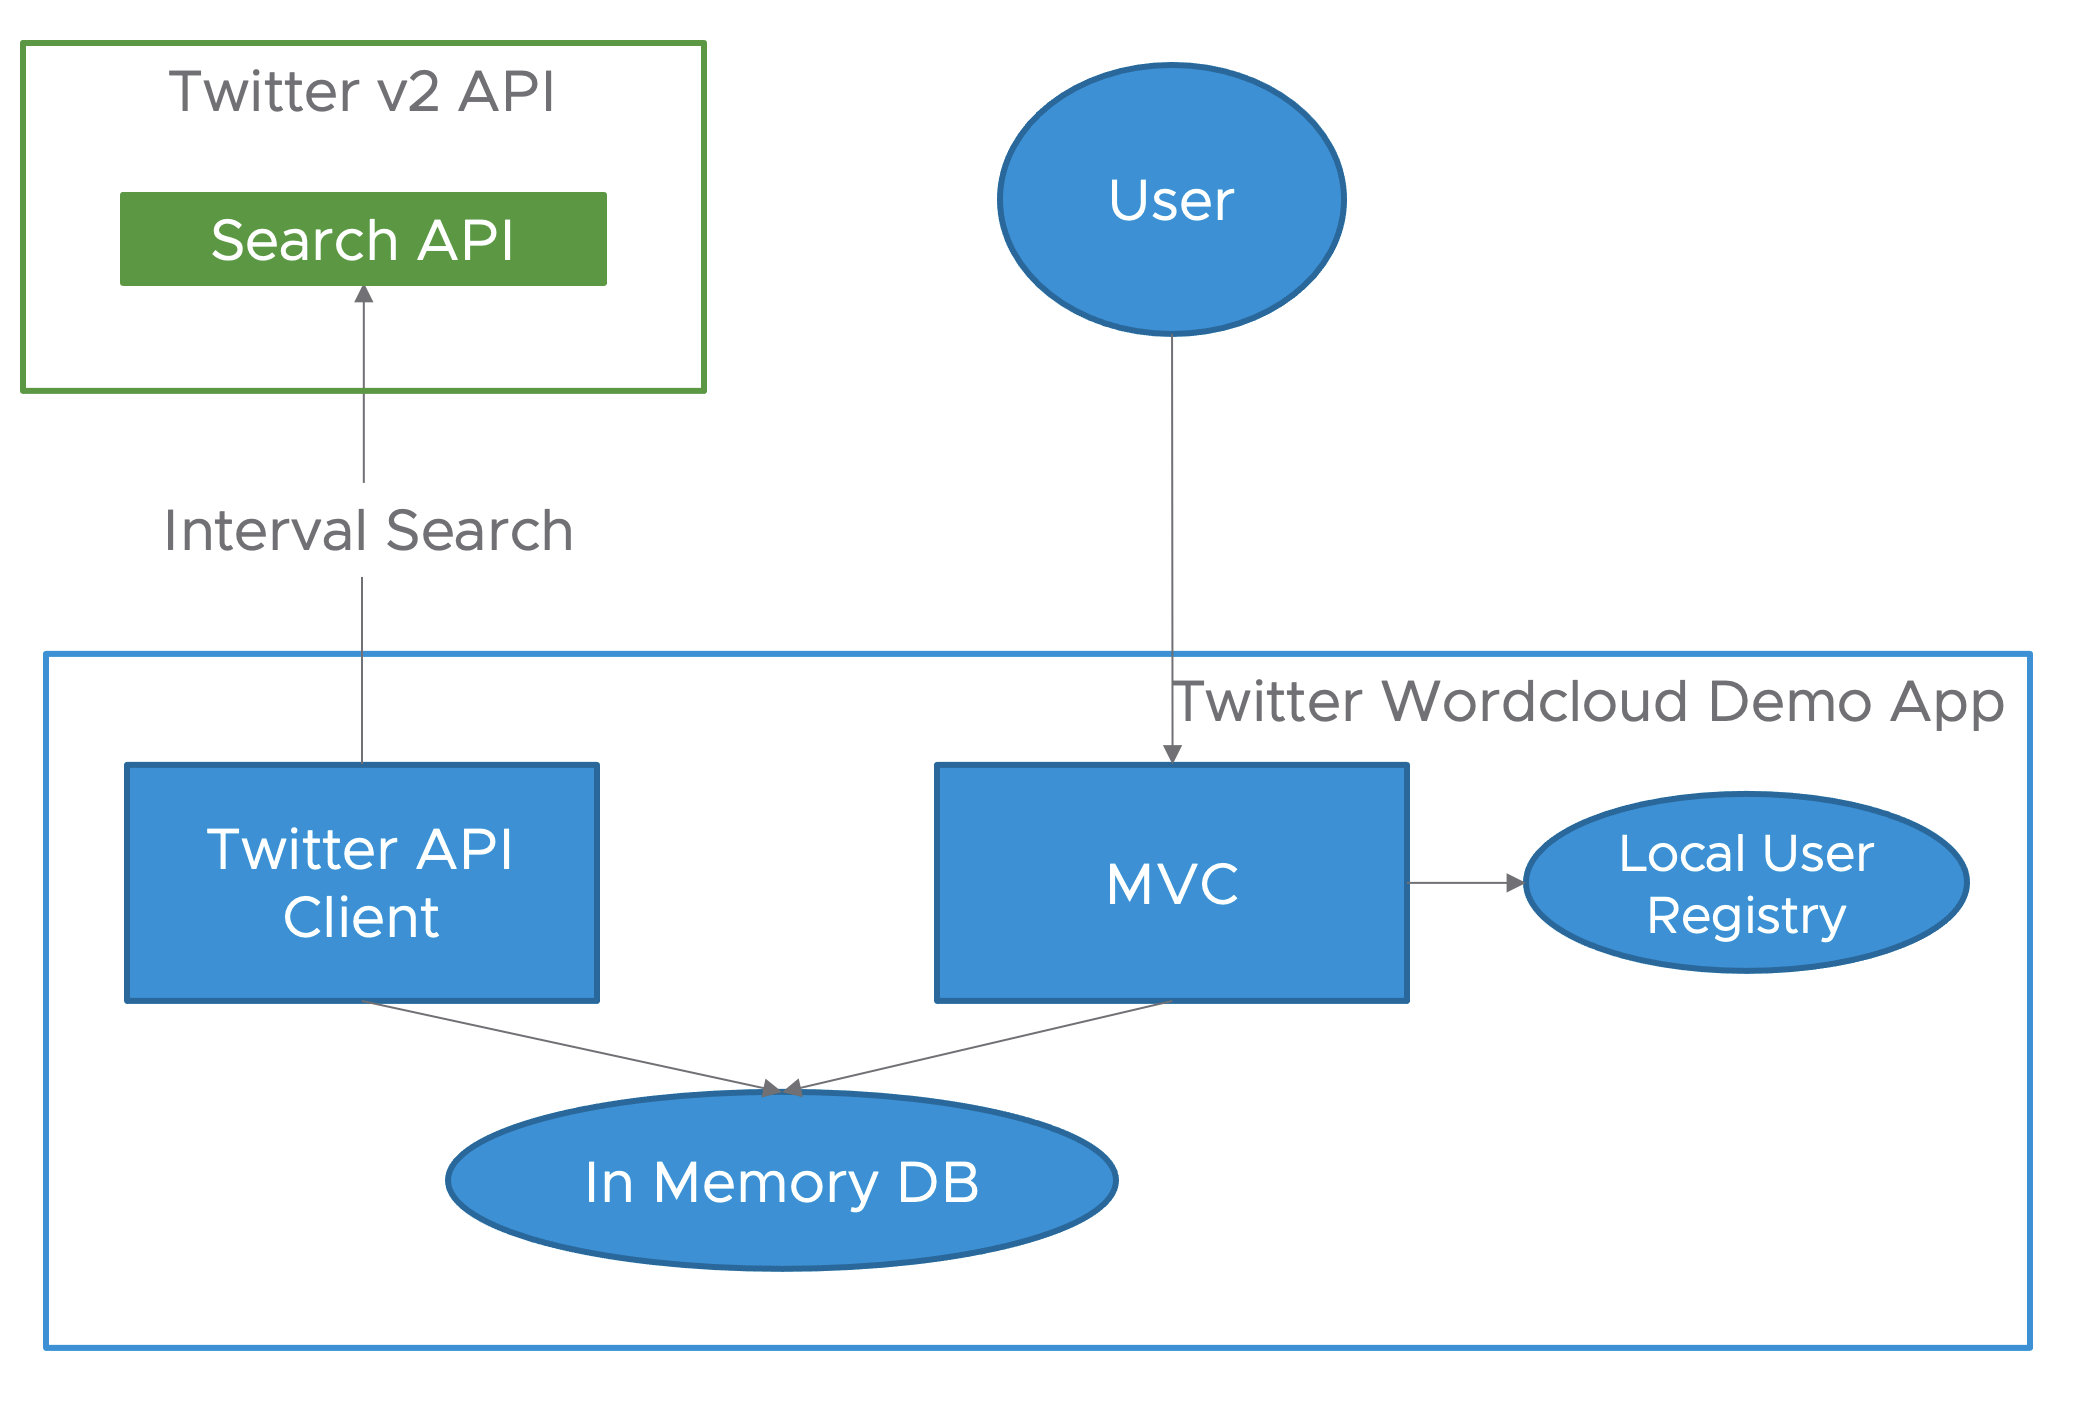 Twitter v2 API
Search API
User
Interval Search
Twitter Wordcloud Demo App
Twitter API
Client
MVC
Local User
Registry
In Memory DB